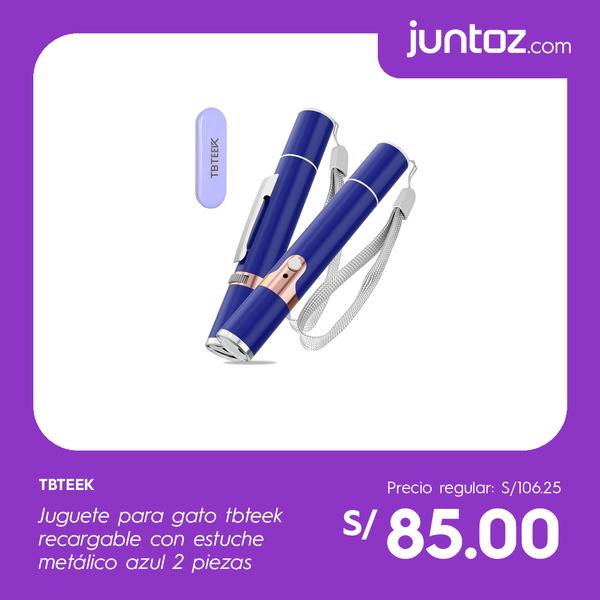 juntoz.com
TBTEEK
TBTEEK
Precio regular: S/106.25
Juguete para gato tbteek
recargable con estuche
metálico azul 2 piezas
S/ 85.00